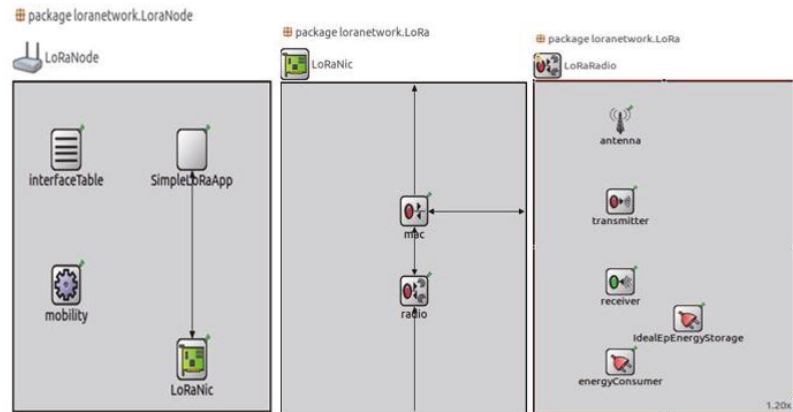 package loranetwork.LoraNode
LoRaNode
interfaceTable
SimpleLoRaApp
mobility
LoRaNic
package loranetwork.LoRa
LoRaNic
mac
radio
package loranetwork.LoRa
LoRaRadio
antenna
transmitter
receiver
IdealEpEnergyStorage
energyConsumer
1.20x